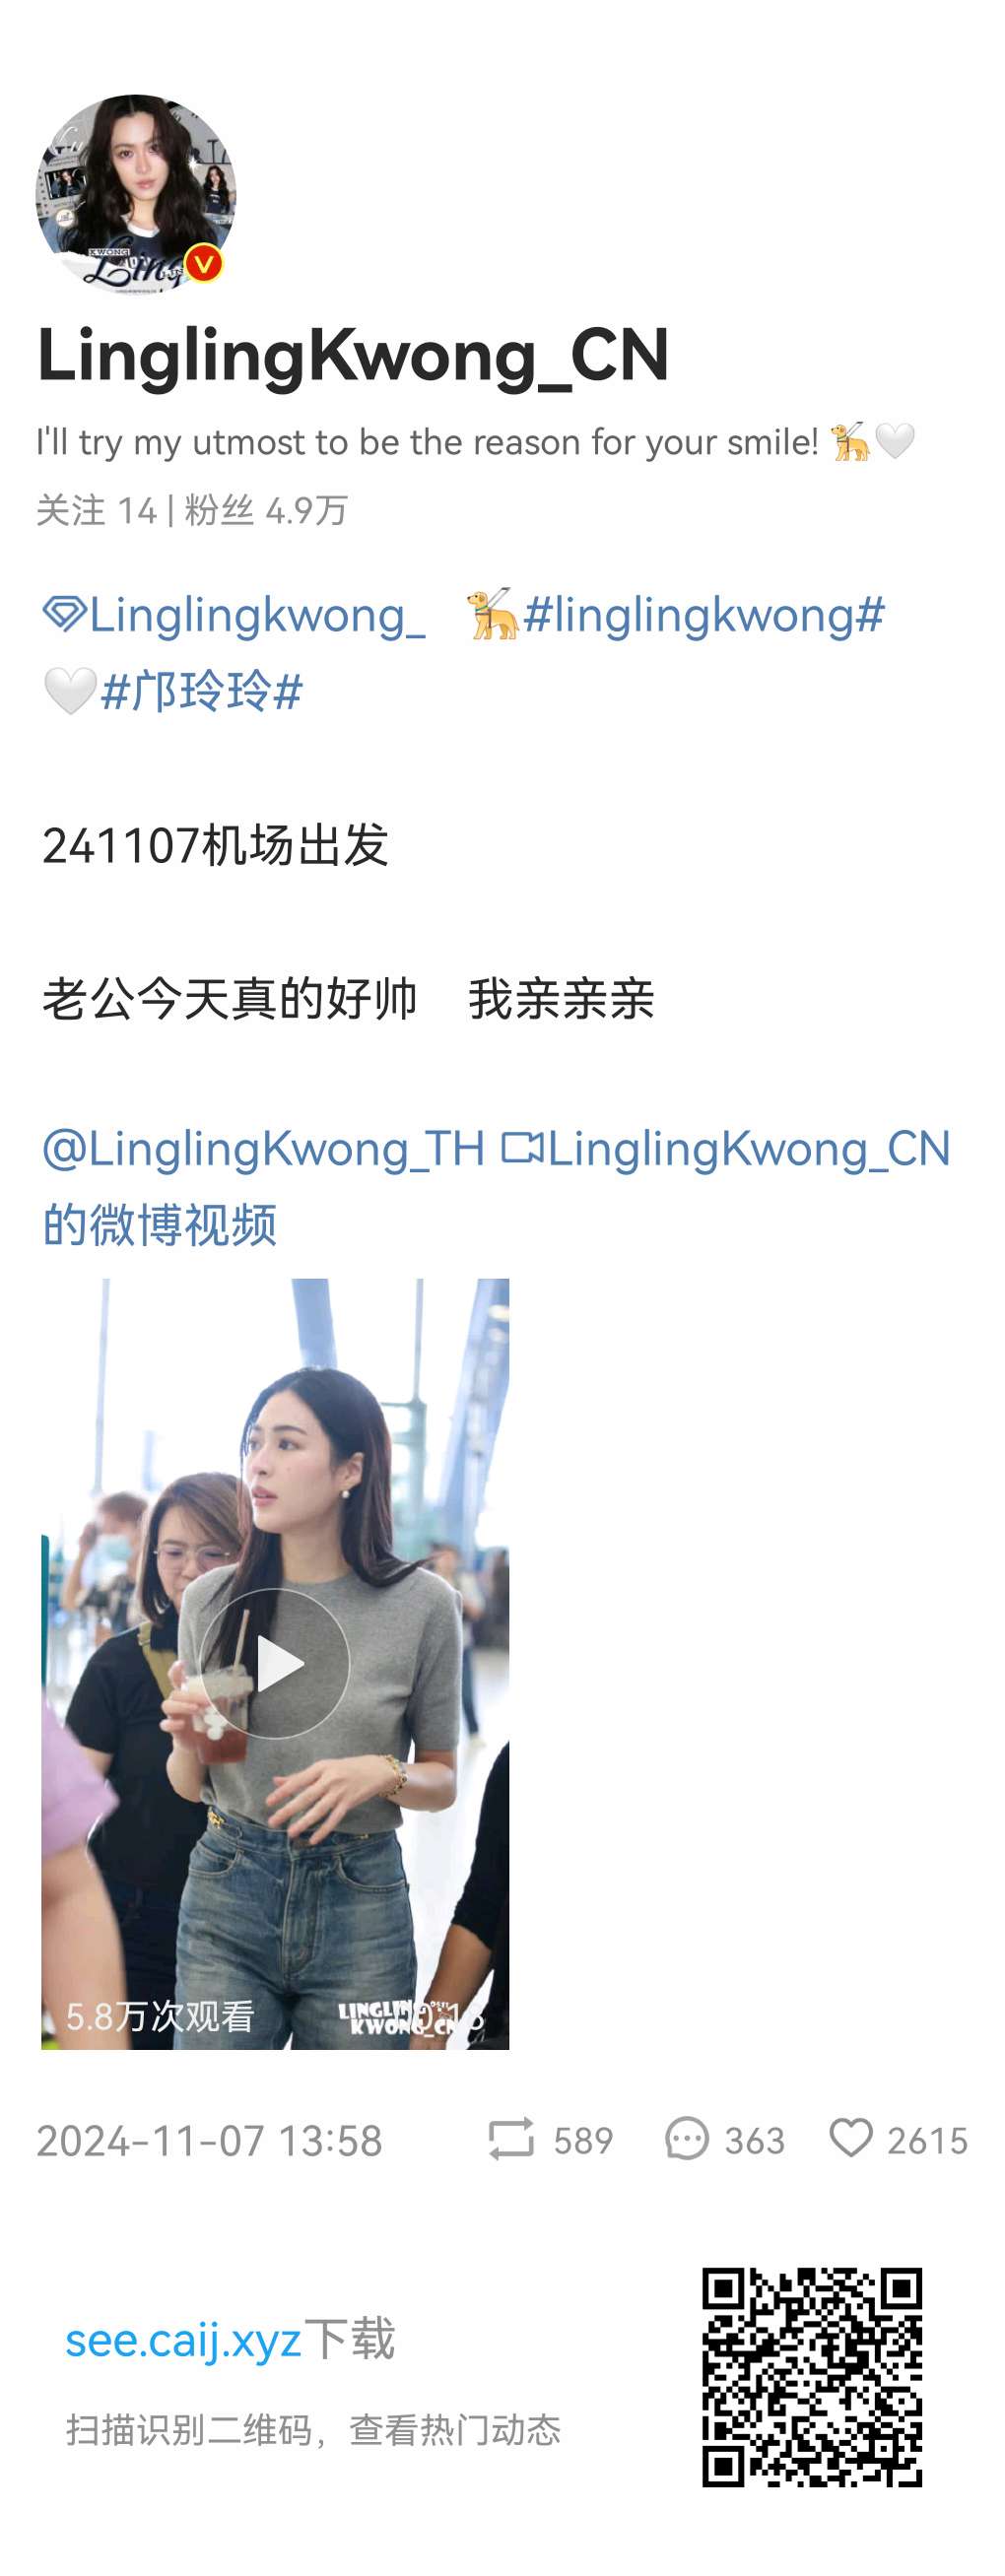 KWONG
Ling
LinglingKwong_CN
I'll try my utmost to be the reason for your smile! 🦮🤍
关注 14 | 粉丝 4.9万
Linglingkwong_ 🦮#linglingkwong#
🤍#邝玲玲#
241107机场出发
老公今天真的好帅 我亲亲亲
@LinglingKwong_TH LinglingKwong_CN
的微博视频
5.8万次观看
LINGLING
KWONG_CN
2024-11-07 13:58 589 363 2615
see.caij.xyz下载
扫描识别二维码，查看热门动态